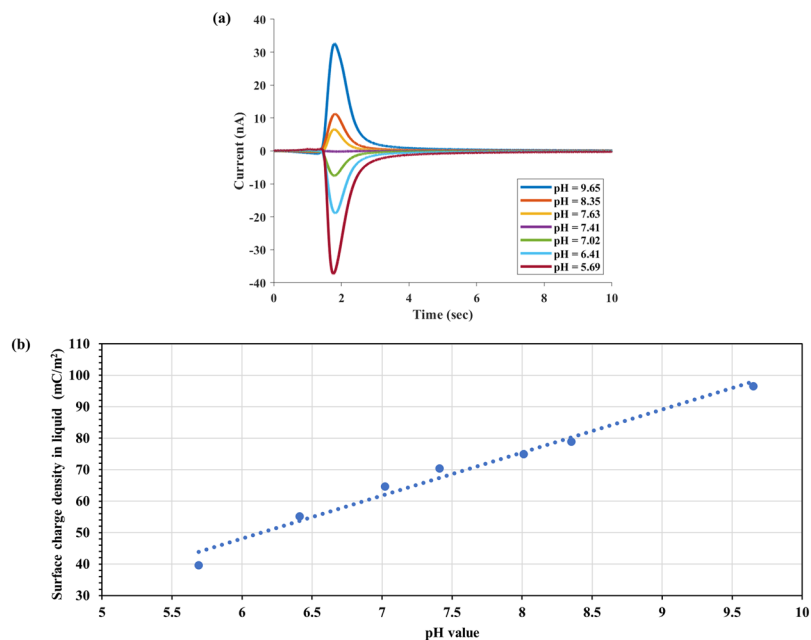 (a)
40
30
20
10
0
-10
-20
-30
-40
Current (nA)
0
2
4
6
8
10
Time (sec)
pH = 9.65
pH = 8.35
pH = 7.63
pH = 7.41
pH = 7.02
pH = 6.41
pH = 5.69
(b)
Surface charge density in liquid (mC/m²)
110
100
90
80
70
60
50
40
30
5
5.5
6
6.5
7
7.5
8
8.5
9
9.5
10
pH value